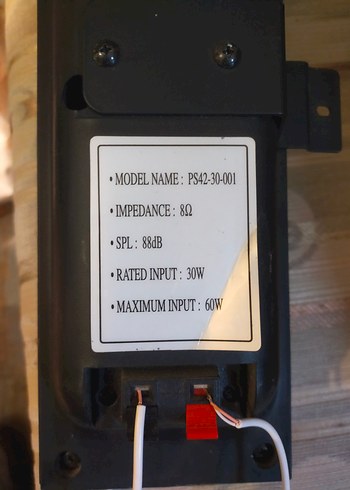 • MODEL NAME : PS42-30-001
• IMPEDANCE : 8Ω
• SPL : 88dB
• RATED INPUT : 30W
• MAXIMUM INPUT : 60W